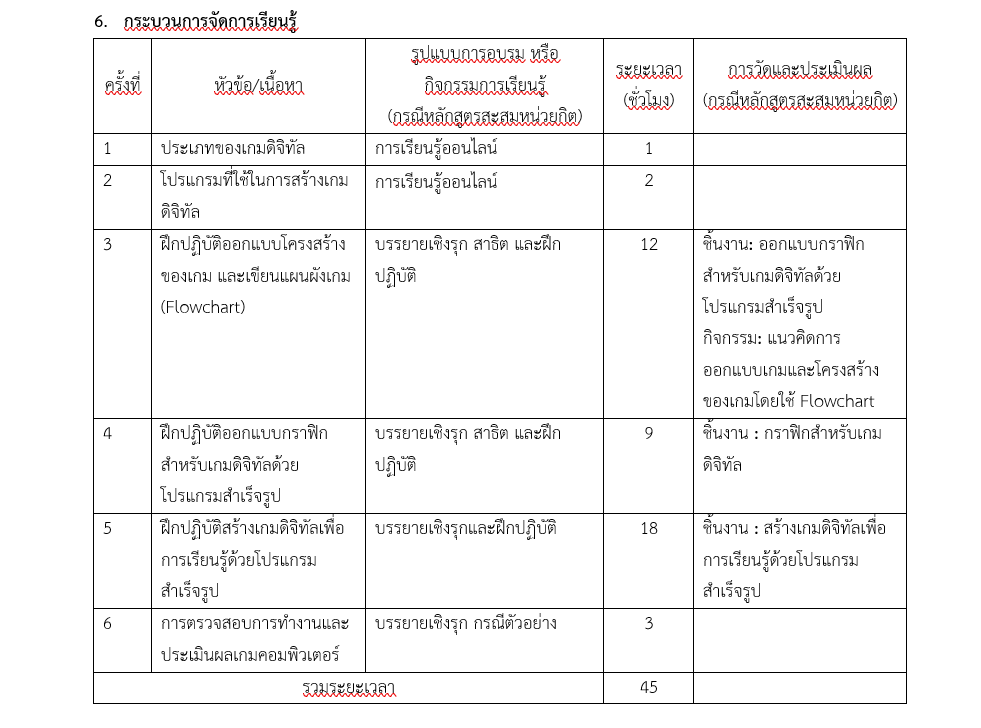 6. กระบวนการจัดการเรียนรู้
ครั้งที่
หัวข้อ/เนื้อหา
รูปแบบการอบรม หรือ
กิจกรรมการเรียนรู้
(กรณีหลักสูตรสะสมหน่วยกิต)
ระยะเวลา
(ชั่วโมง)
การวัดและประเมินผล
(กรณีหลักสูตรสะสมหน่วยกิต)
1
ประเภทของเกมดิจิทัล
การเรียนรู้ออนไลน์
1
2
โปรแกรมที่ใช้ในการสร้างเกม
ดิจิทัล
การเรียนรู้ออนไลน์
2
3
ฝึกปฏิบัติออกแบบโครงสร้าง
ของเกม และเขียนแผนผังเกม
(Flowchart)
บรรยายเชิงรุก สาธิต และฝึก
ปฏิบัติ
12
ชิ้นงาน: ออกแบบกราฟิก
สำหรับเกมดิจิทัลด้วย
โปรแกรมสำเร็จรูป
กิจกรรม: แนวคิดการ
ออกแบบเกมและโครงสร้าง
ของเกมโดยใช้ Flowchart
4
ฝึกปฏิบัติออกแบบกราฟิก
สำหรับเกมดิจิทัลด้วย
โปรแกรมสำเร็จรูป
บรรยายเชิงรุก สาธิต และฝึก
ปฏิบัติ
9
ชิ้นงาน : กราฟิกสำหรับเกม
ดิจิทัล
5
ฝึกปฏิบัติสร้างเกมดิจิทัลเพื่อ
การเรียนรู้ด้วยโปรแกรม
สำเร็จรูป
บรรยายเชิงรุกและฝึกปฏิบัติ
18
ชิ้นงาน : สร้างเกมดิจิทัลเพื่อ
การเรียนรู้ด้วยโปรแกรม
สำเร็จรูป
6
การตรวจสอบการทำงานและ
ประเมินผลเกมคอมพิวเตอร์
บรรยายเชิงรุก กรณีตัวอย่าง
3
รวมระยะเวลา
45